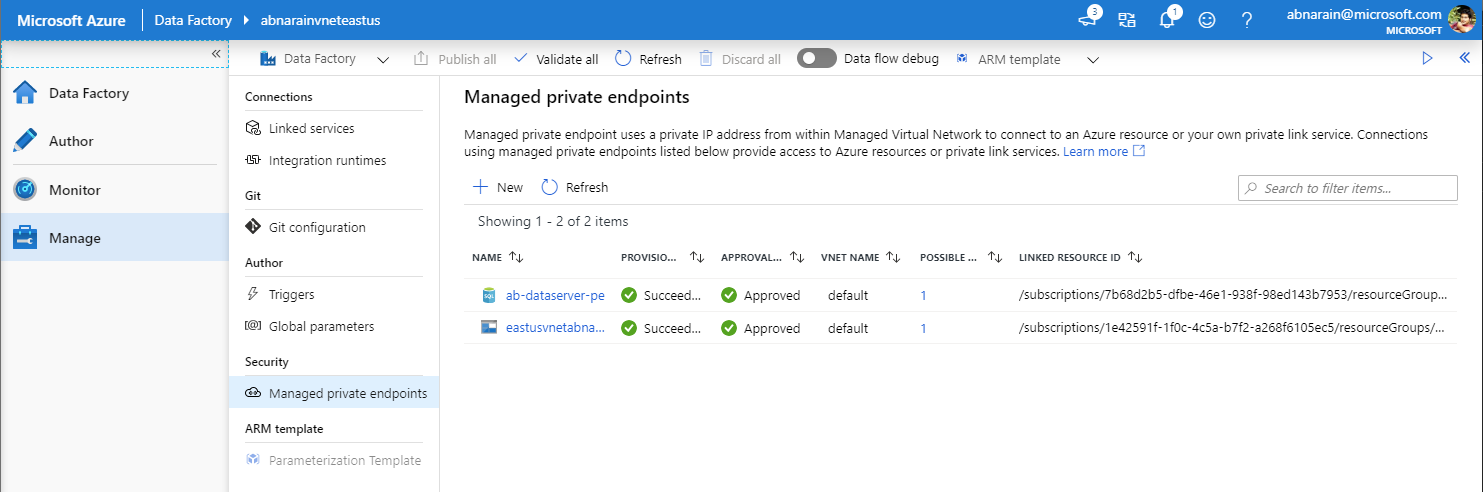 Microsoft Azure Data Factory abnarainvneteastus 3 1 ? abnarain@microsoft.com
MICROSOFT
Data Factory Publish all Validate all Refresh Discard all Data flow debug ARM template
Data Factory
Author
Monitor
Manage
Connections
Linked services
Integration runtimes
Git
Git configuration
Author
Triggers
Global parameters
Security
Managed private endpoints
ARM template
Parameterization Template
Managed private endpoints
Managed private endpoint uses a private IP address from within Managed Virtual Network to connect to an Azure resource or your own private link service. Connections
using managed private endpoints listed below provide access to Azure resources or private link services. Learn more
New Refresh Search to filter items...
Showing 1 - 2 of 2 items
NAME PROVISIO... APPROVAL... VNET NAME POSSIBLE ... LINKED RESOURCE ID
SQL ab-dataserver-pe Succeed... Approved default 1 /subscriptions/7b68d2b5-dfbe-46e1-938f-98ed143b7953/resourceGroup...
eastusvnetabna... Succeed... Approved default 1 /subscriptions/1e42591f-1f0c-4c5a-b7f2-a268f6105ec5/resourceGroups/...